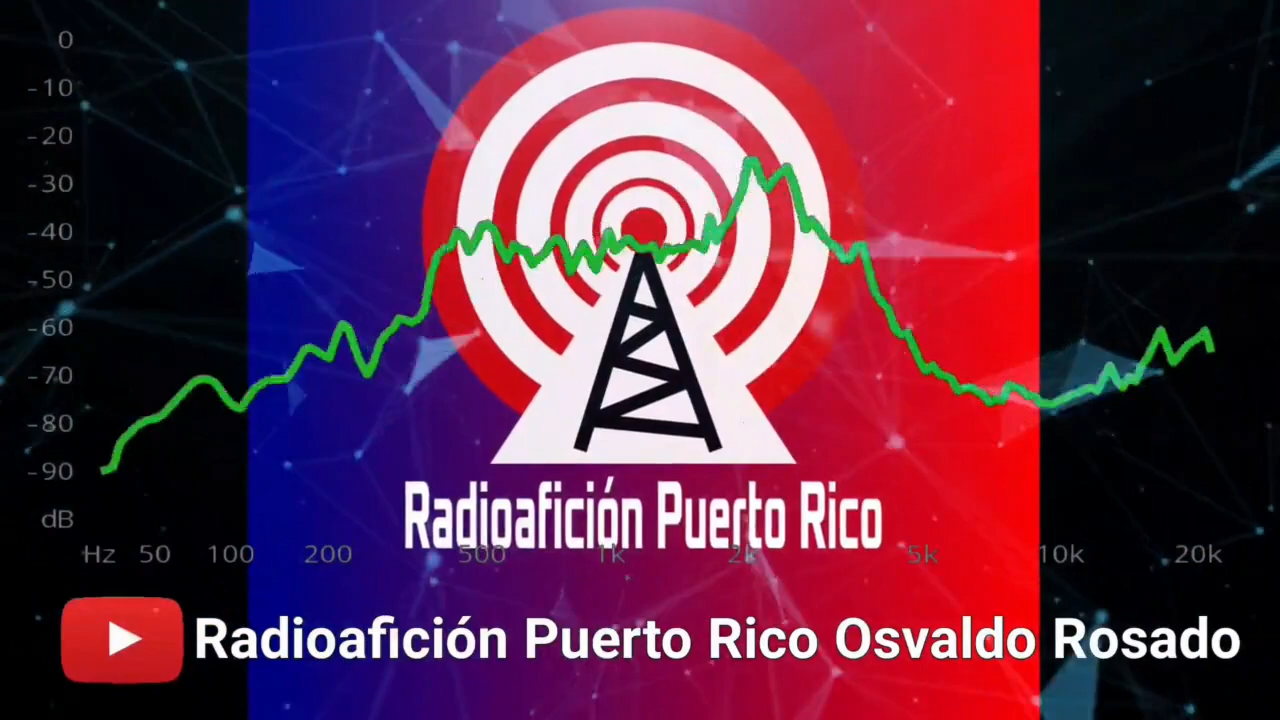 0
-10
-20
-30
-40
-50
-60
-70
-80
-90
dB
Radioafición Puerto Rico
Hz 50 100 200 500 1k 2k 5k 10k 20k
Radioafición Puerto Rico Osvaldo Rosado